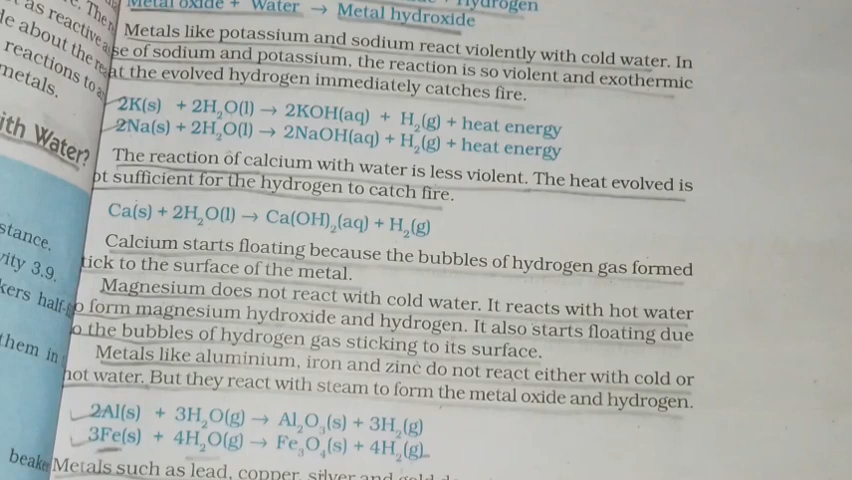 Metal oxide + Water → Metal hydroxide
Metals like potassium and sodium react violently with cold water. In
se of sodium and potassium, the reaction is so violent and exothermic
at the evolved hydrogen immediately catches fire.
2K(s) + 2H₂O(l) → 2KOH(aq) + H₂(g) + heat energy
2Na(s) + 2H₂O(l) → 2NaOH(aq) + H₂(g) + heat energy
The reaction of calcium with water is less violent. The heat evolved is
ot sufficient for the hydrogen to catch fire.
Ca(s) + 2H₂O(l) → Ca(OH)₂(aq) + H₂(g)
Calcium starts floating because the bubbles of hydrogen gas formed
tick to the surface of the metal.
Magnesium does not react with cold water. It reacts with hot water
o form magnesium hydroxide and hydrogen. It also starts floating due
o the bubbles of hydrogen gas sticking to its surface.
Metals like aluminium, iron and zinc do not react either with cold or
hot water. But they react with steam to form the metal oxide and hydrogen.
2Al(s) + 3H₂O(g) → Al₂O₃(s) + 3H₂(g)
3Fe(s) + 4H₂O(g) → Fe₃O₄(s) + 4H₂(g)
Metals such as lead, copper, silver and gold
. Then
as reactive
le about the
reactions to
metals.
ith Water?
stance.
vity 3.9.
kers half-
them in
beake